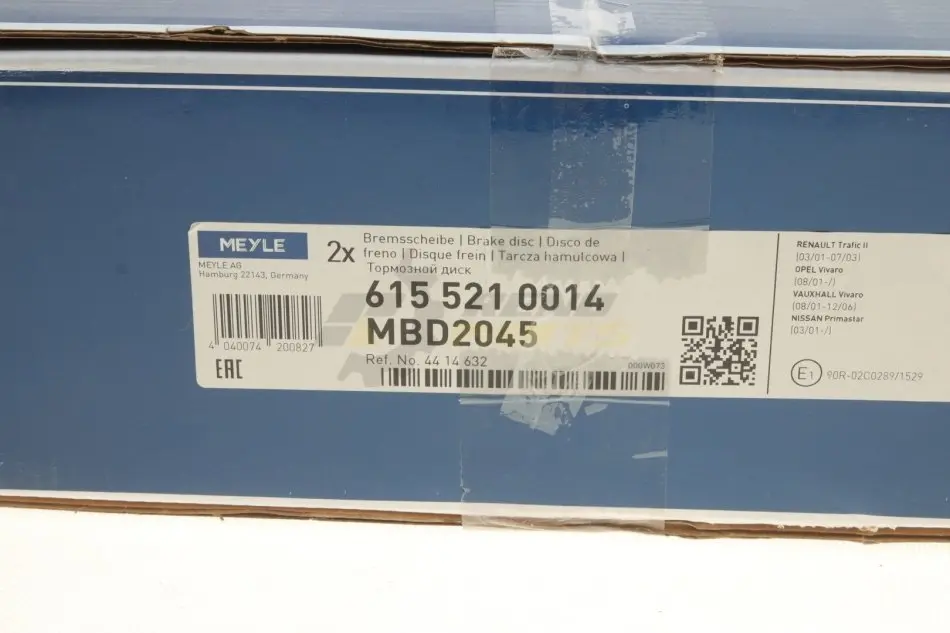 MEYLE
MEYLE AG
Hamburg 22143, Germany
2x
Bremsscheibe | Brake disc | Disco de
freno | Disque frein | Tarcza hamulcowa |
Тормозной диск
615 521 0014
MBD2045
Ref. No. 44 14 632
000W073
4 040074 200827
EAC
RENAULT Trafic II
(03/01-07/03)
OPEL Vivaro
(08/01-/)
VAUXHALL Vivaro
(08/01-12/06)
NISSAN Primastar
(03/01-/)
E1 90R-02C0289/1529